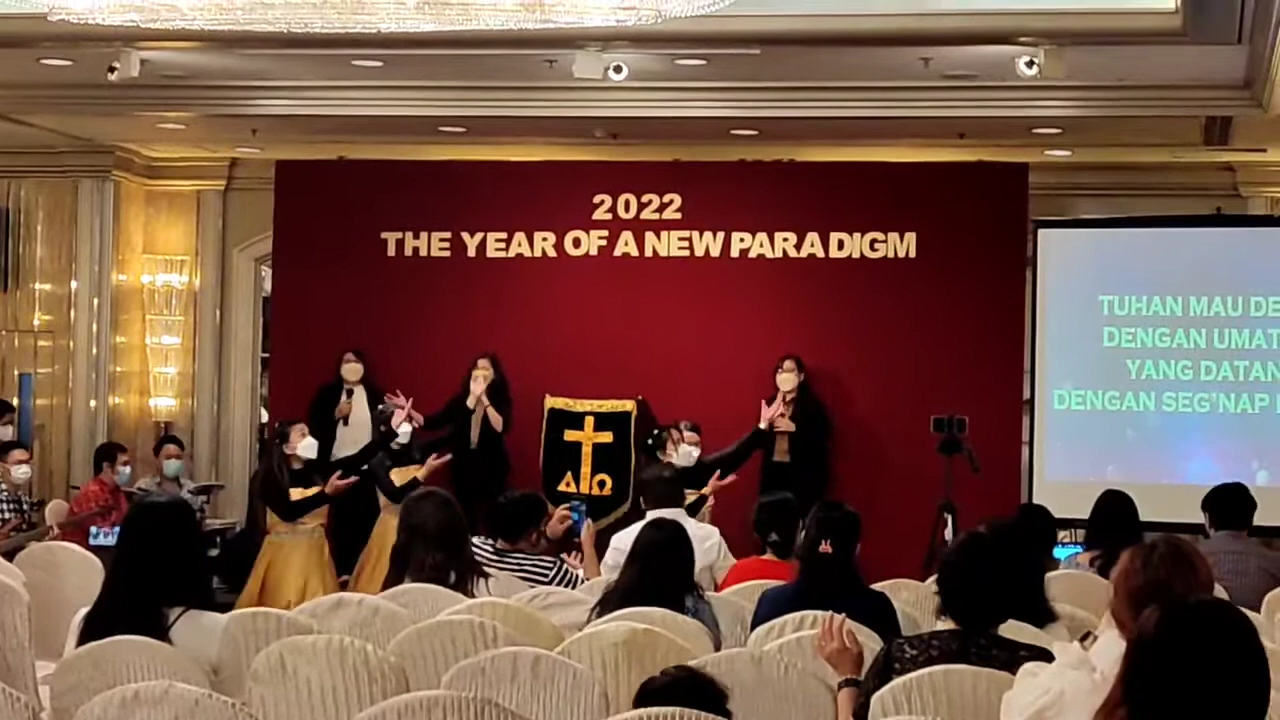 2022
THE YEAR OF A NEW PARADIGM
TUHAN MAU DE
DENGAN UMAT
YANG DATAN
DENGAN SEG'NAP
ΑΩ